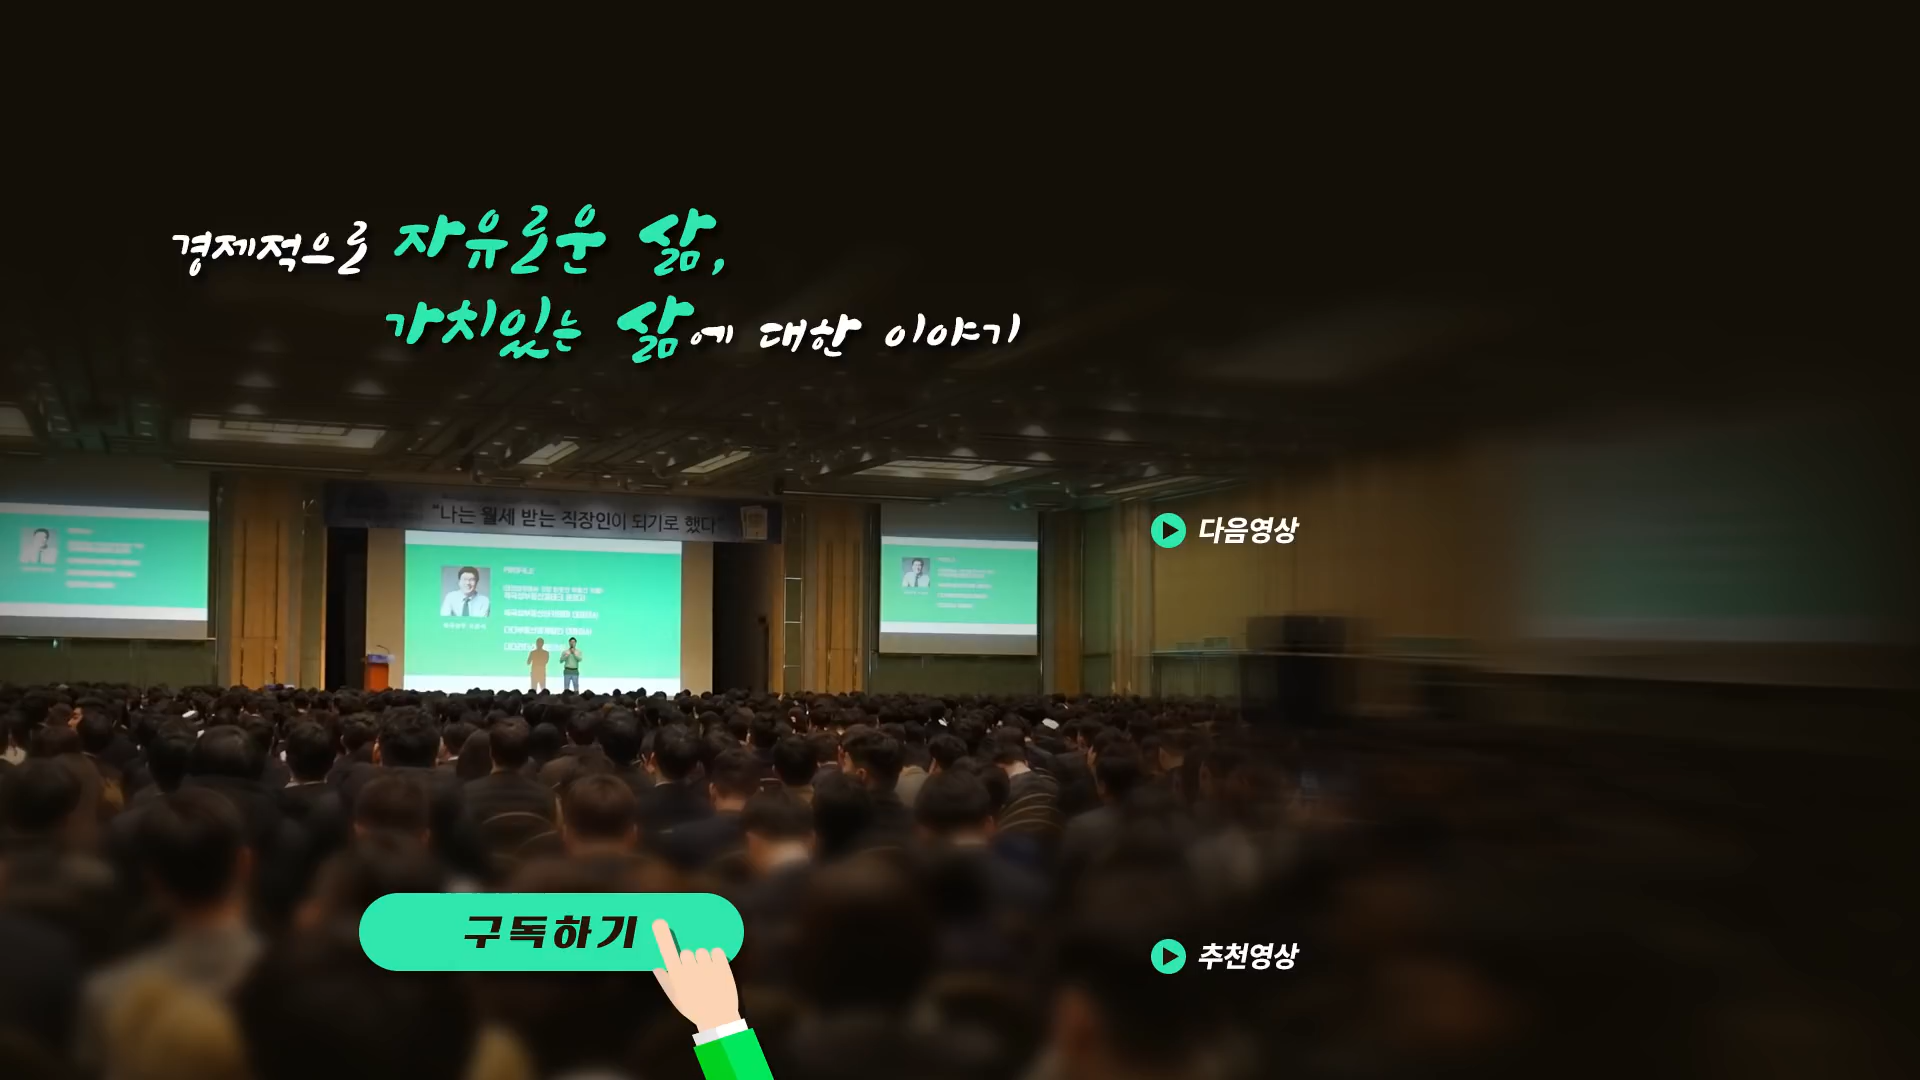 경제적으로 자유로운 삶,
가치있는 삶에 대한 이야기
"나는 월세 받는 직장인이 되기로 했다"
다음영상
구독하기
추천영상